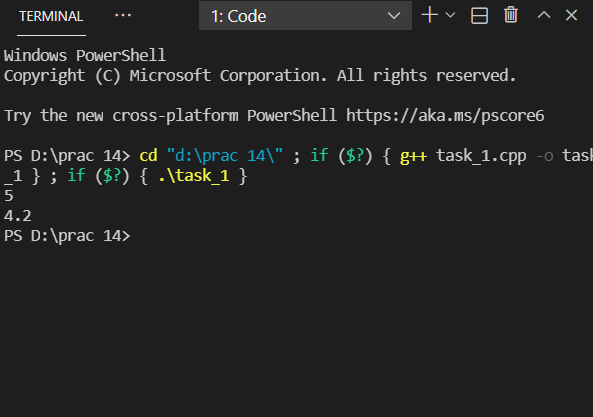 TERMINAL ··· 1: Code
Windows PowerShell
Copyright (C) Microsoft Corporation. All rights reserved.
Try the new cross-platform PowerShell https://aka.ms/pscore6
PS D:\prac 14> cd "d:\prac 14\" ; if ($?) { g++ task_1.cpp -o task
_1 } ; if ($?) { .\task_1 }
5
4.2
PS D:\prac 14>